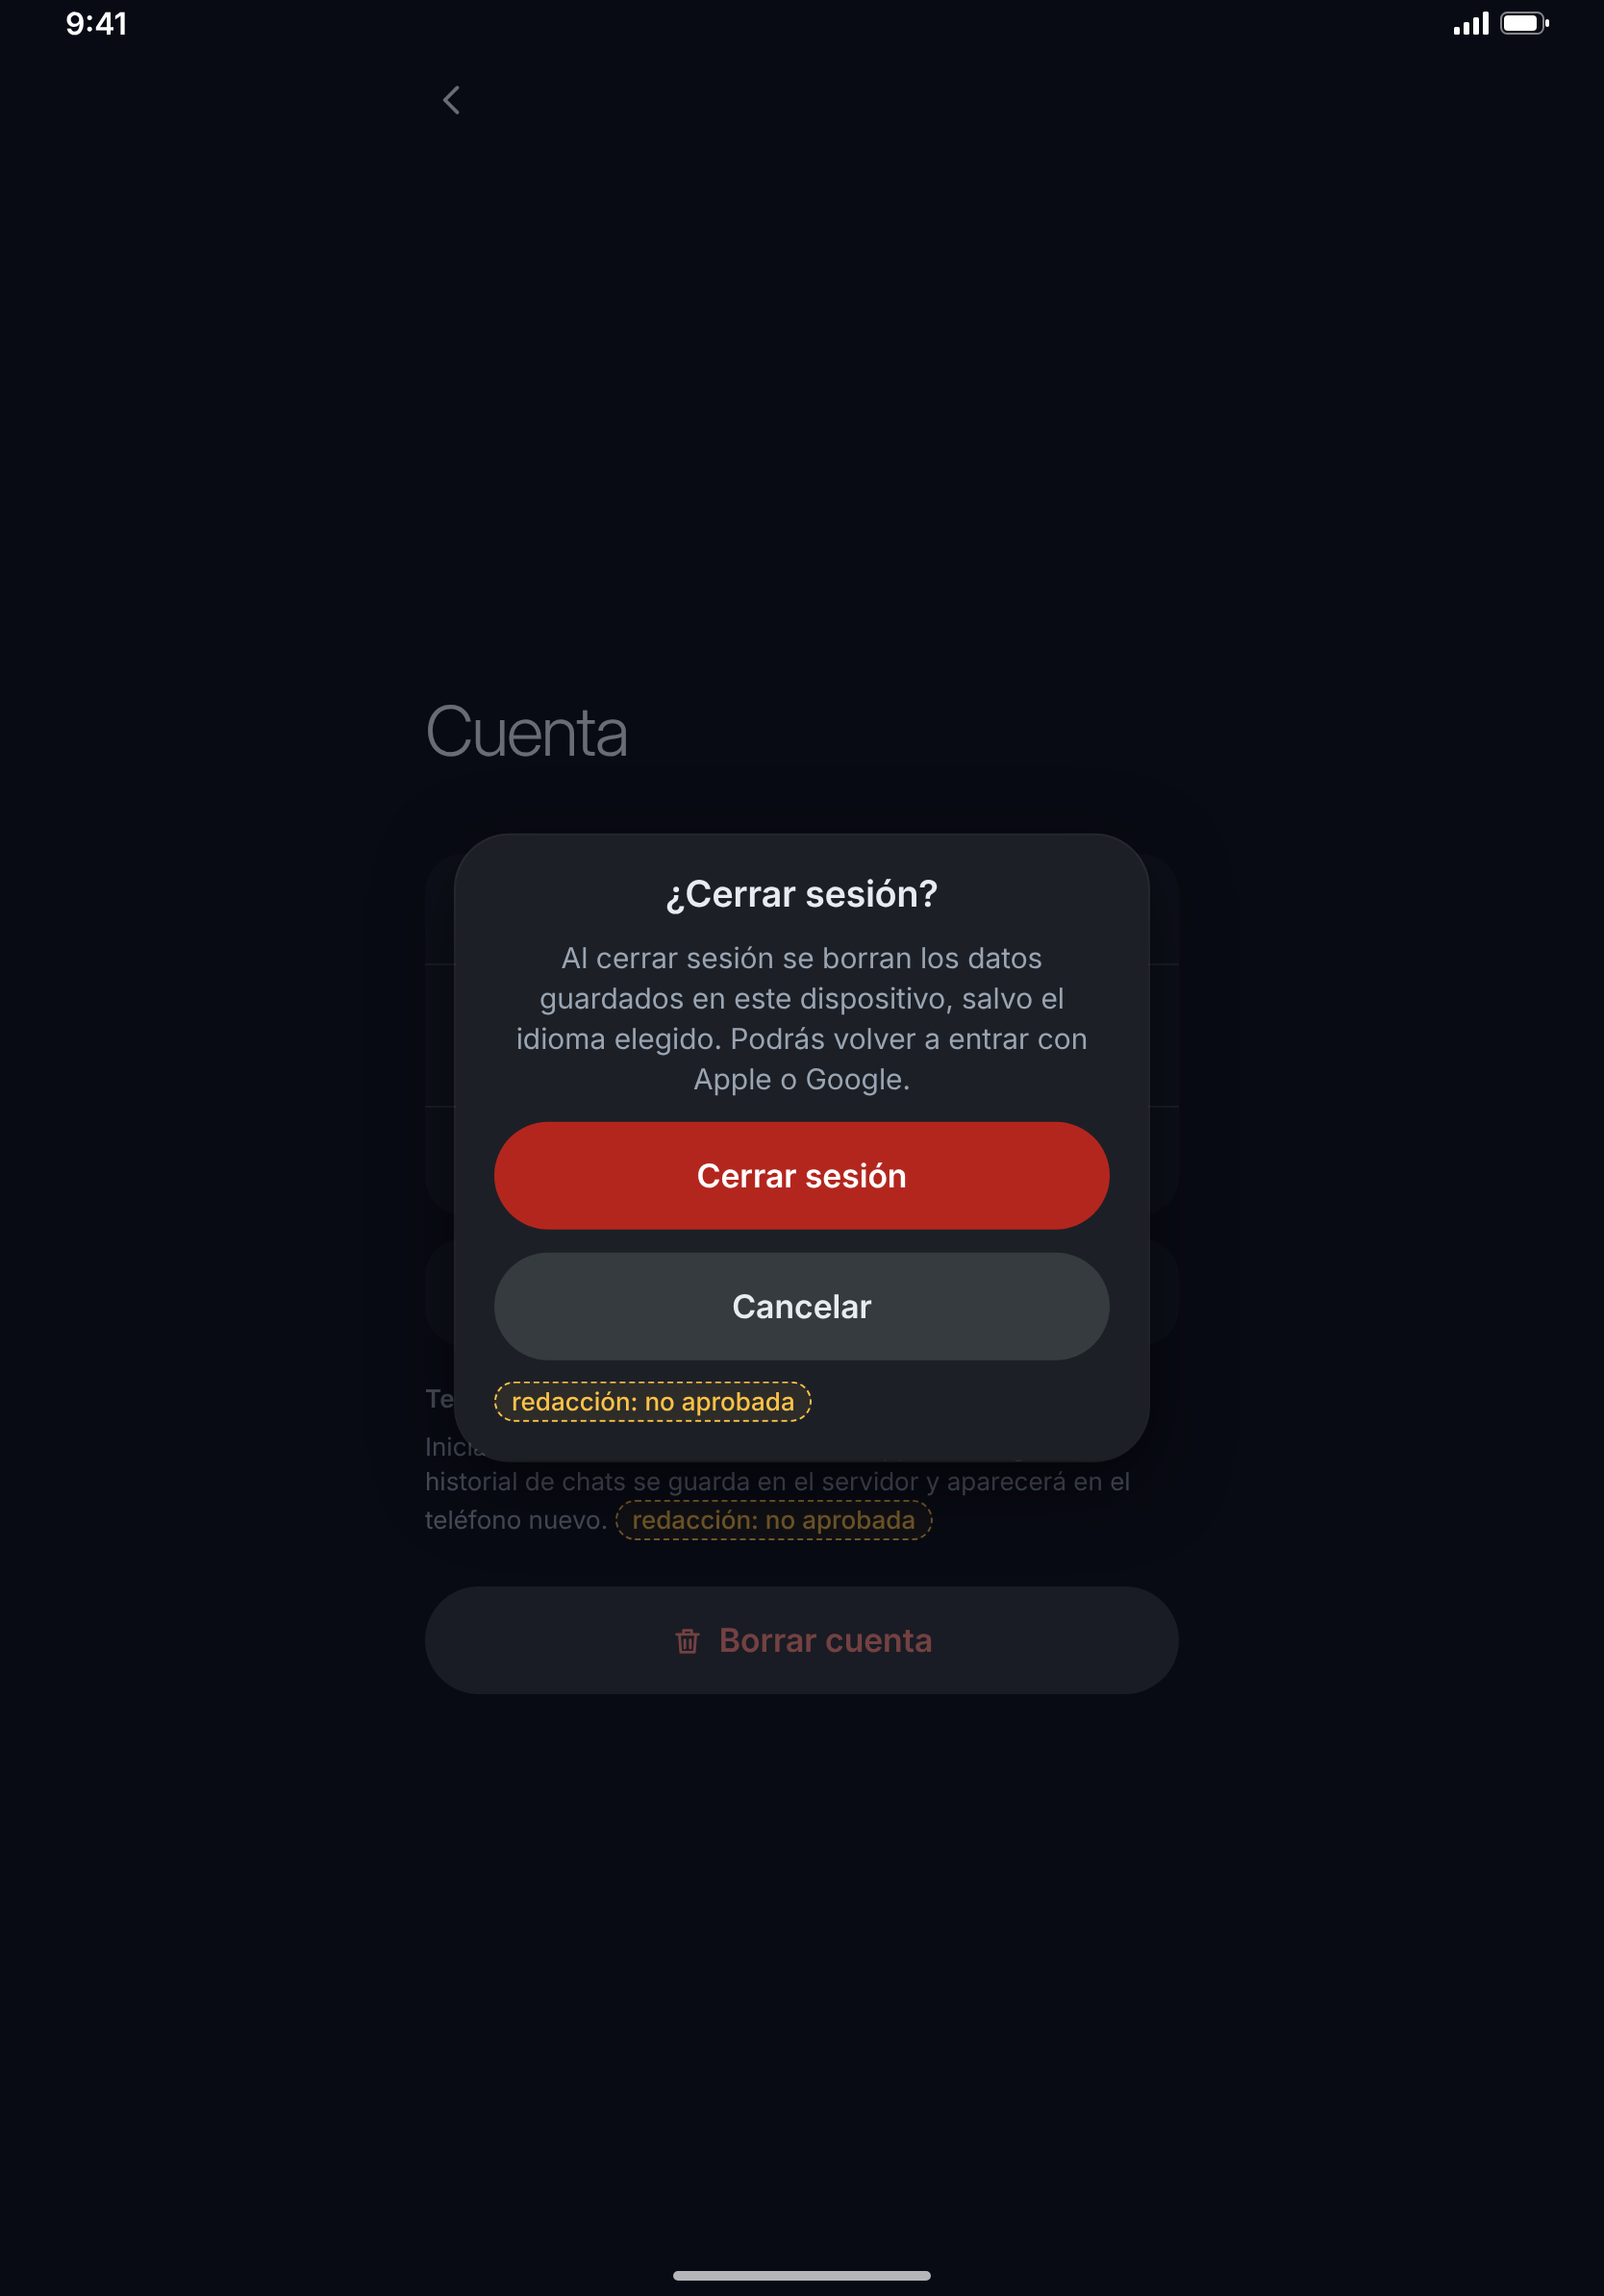 9:41
Cuenta
¿Cerrar sesión?
Al cerrar sesión se borran los datos
guardados en este dispositivo, salvo el
idioma elegido. Podrás volver a entrar con
Apple o Google.
Cerrar sesión
Cancelar
redacción: no aprobada
historial de chats se guarda en el servidor y aparecerá en el
teléfono nuevo. redacción: no aprobada
Borrar cuenta